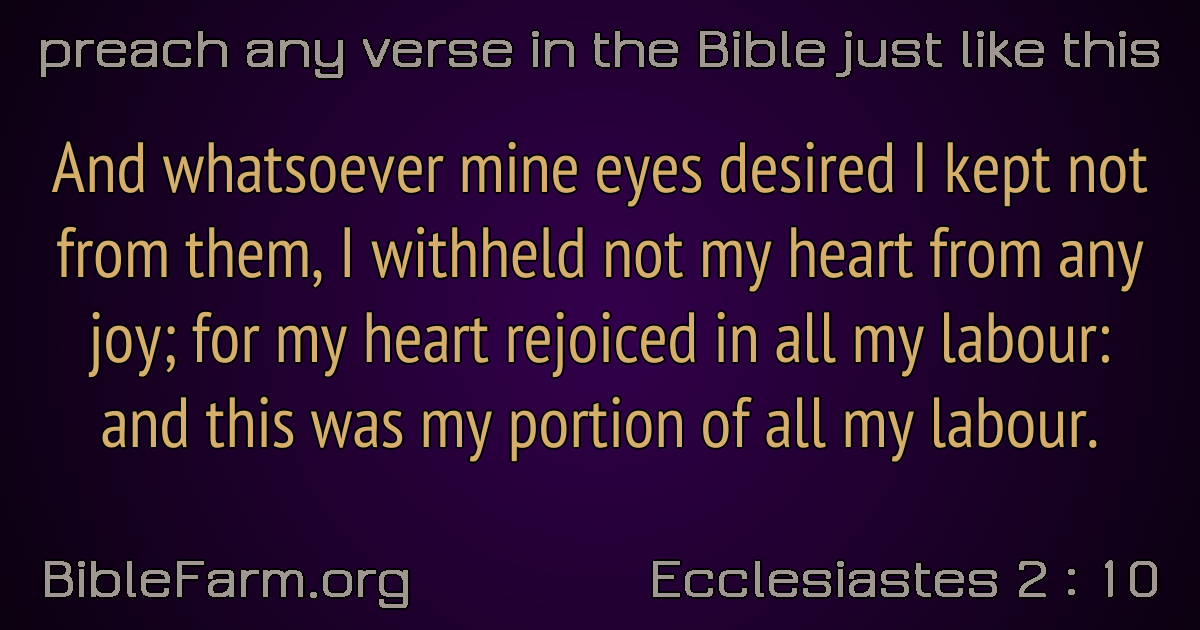 preach any verse in the Bible just like this
And whatsoever mine eyes desired I kept not
from them, I withheld not my heart from any
joy; for my heart rejoiced in all my labour:
and this was my portion of all my labour.
BibleFarm.org
Ecclesiastes 2 : 10